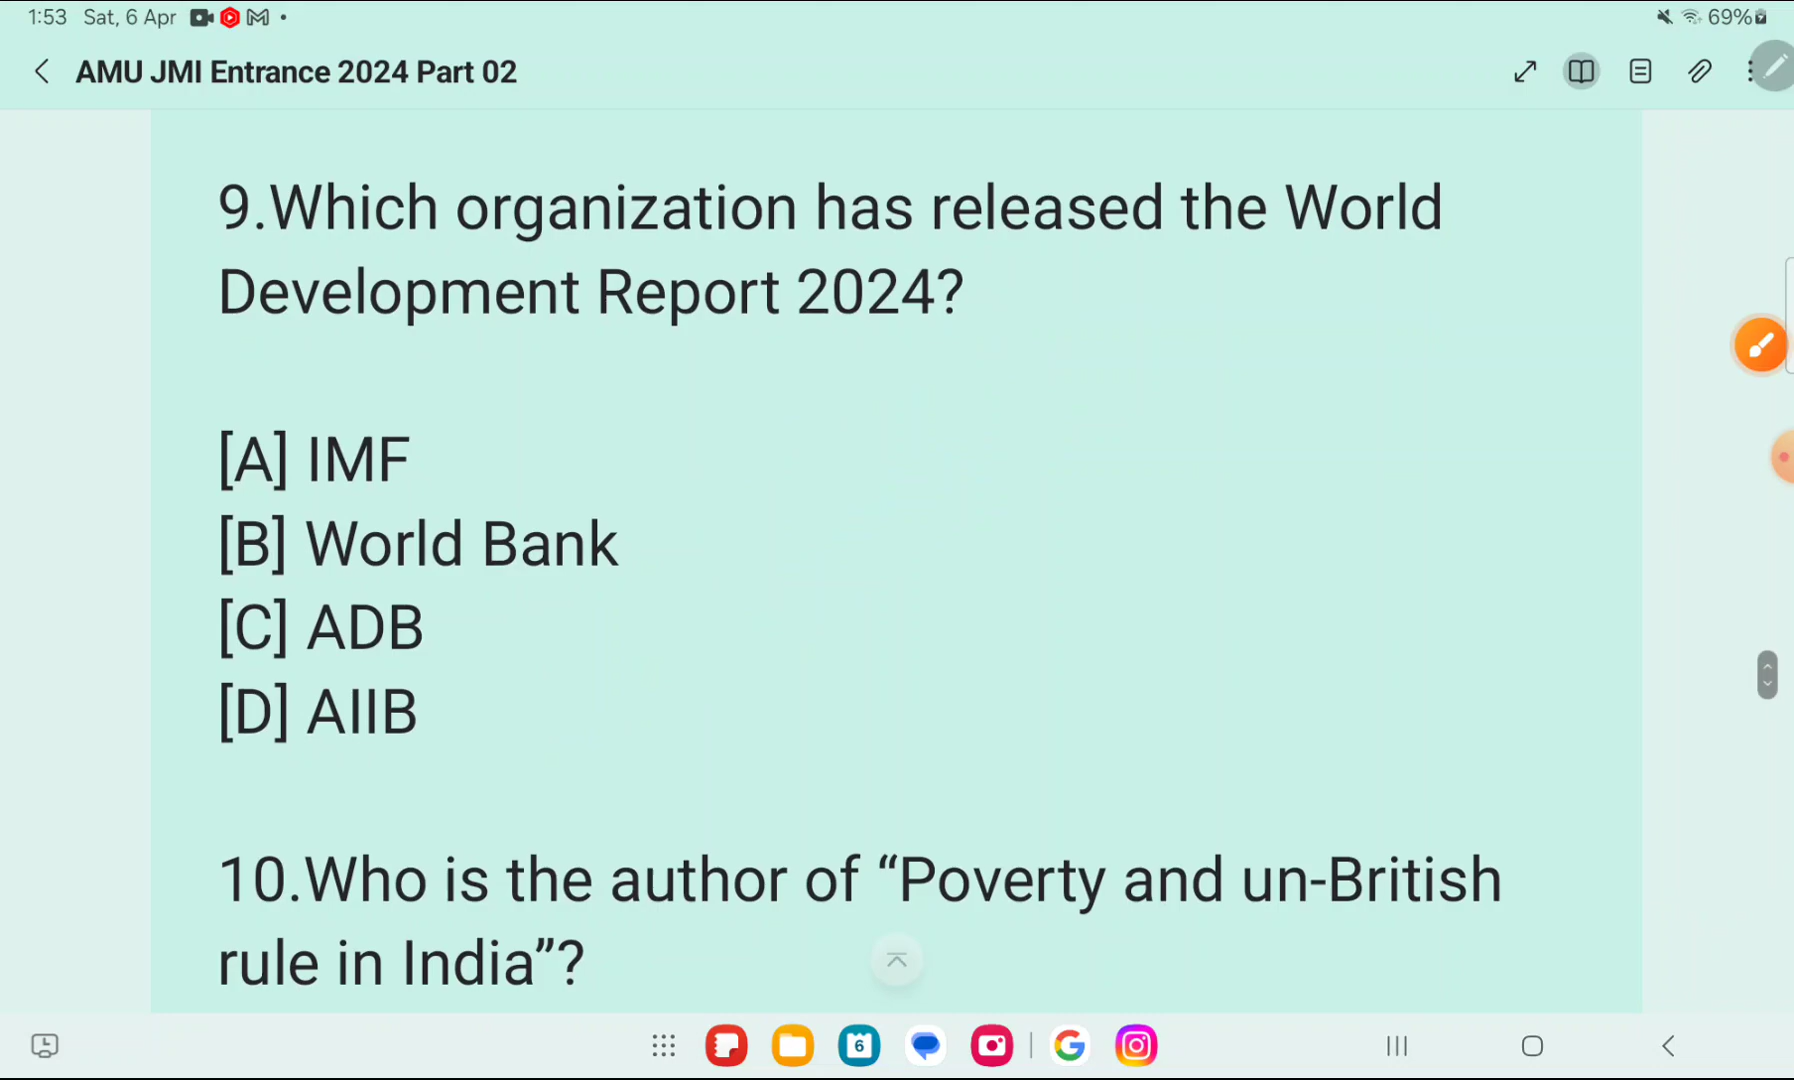 1:53 Sat, 6 Apr
69%
AMU JMI Entrance 2024 Part 02
9.Which organization has released the World
Development Report 2024?
[A] IMF
[B] World Bank
[C] ADB
[D] AIIB
10.Who is the author of “Poverty and un-British
rule in India”?
6